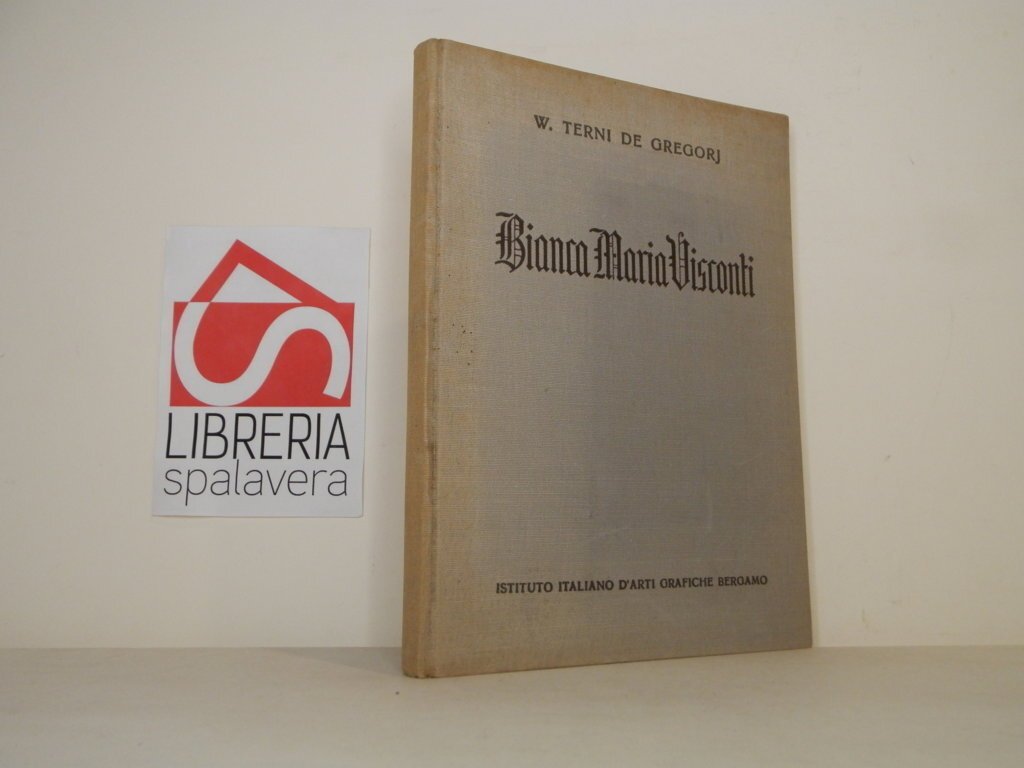 LIBRERIA
spalavera
W. TERNI DE GREGORJ
Bianca Maria Visconti
ISTITUTO ITALIANO D'ARTI GRAFICHE BERGAMO